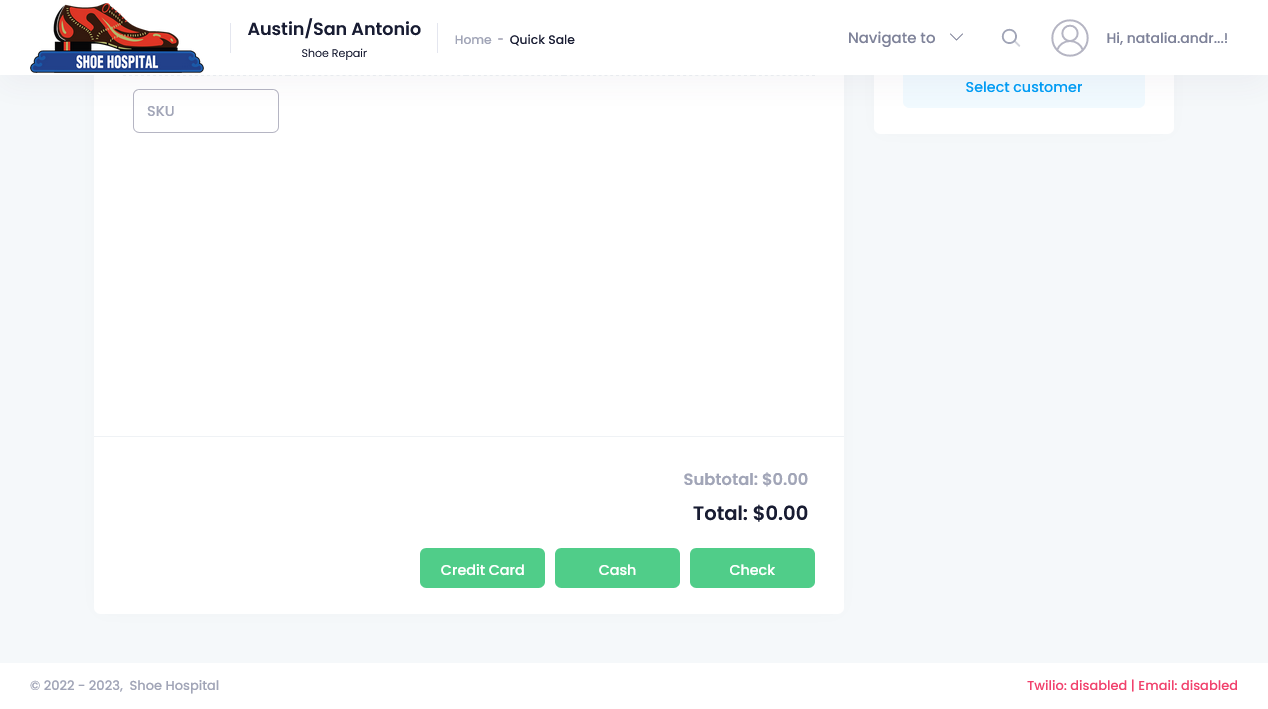 SHOE HOSPITAL
Austin/San Antonio
Shoe Repair
Home - Quick Sale
Navigate to
Hi, natalia.andr...!
Select customer
SKU
Subtotal: $0.00
Total: $0.00
Credit Card
Cash
Check
© 2022 - 2023, Shoe Hospital
Twilio: disabled | Email: disabled